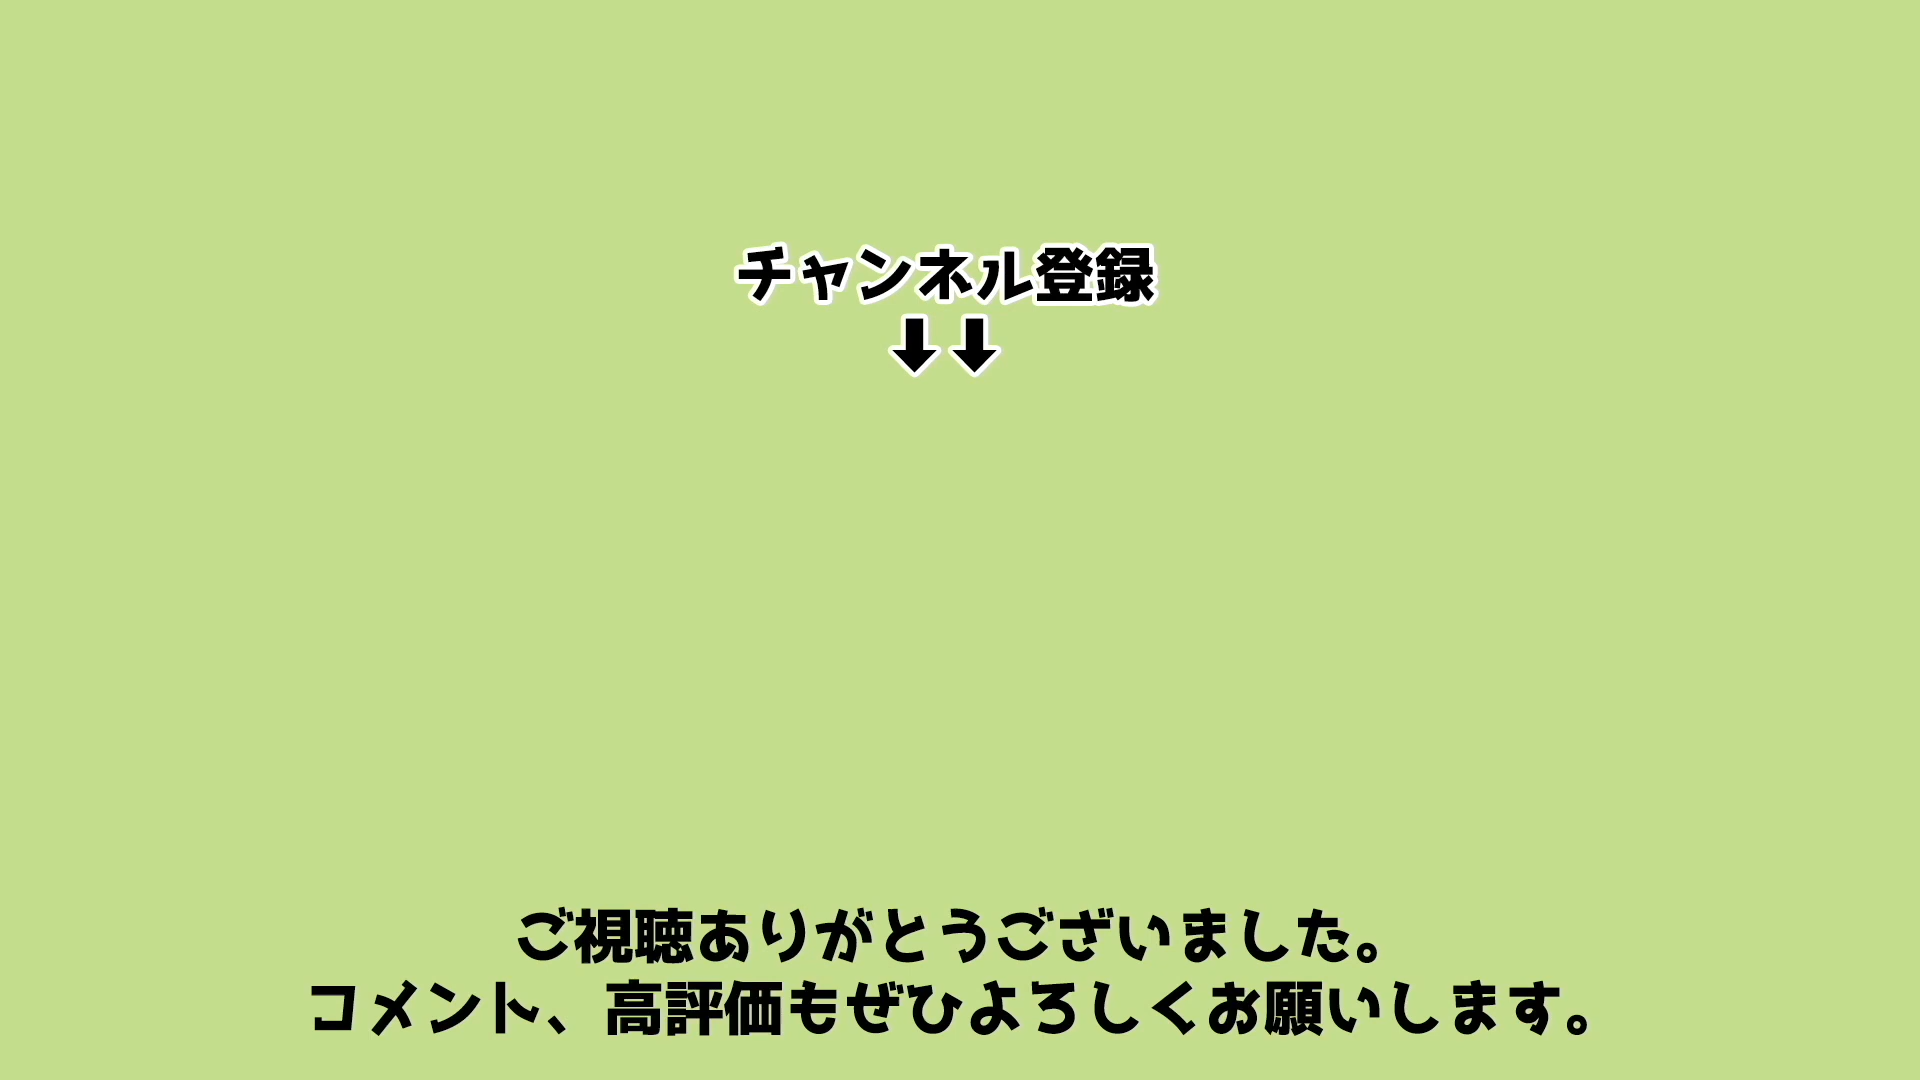 チャンネル登録
⬇⬇
ご視聴ありがとうございました。
コメント、高評価もぜひよろしくお願いします。